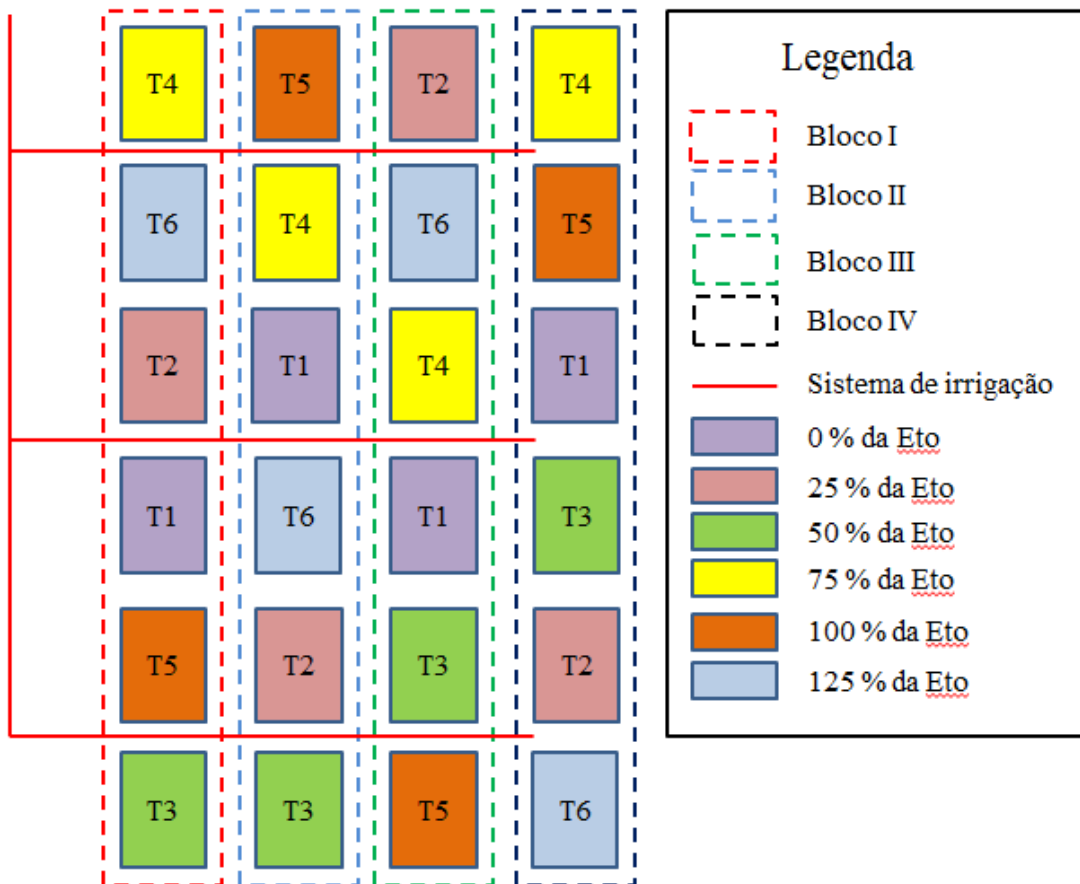 T4 T5 T2 T4
T6 T4 T6 T5
T2 T1 T4 T1
T1 T6 T1 T3
T5 T2 T3 T2
T3 T3 T5 T6
Legenda
Bloco I
Bloco II
Bloco III
Bloco IV
Sistema de irrigação
0 % da Eto
25 % da Eto
50 % da Eto
75 % da Eto
100 % da Eto
125 % da Eto